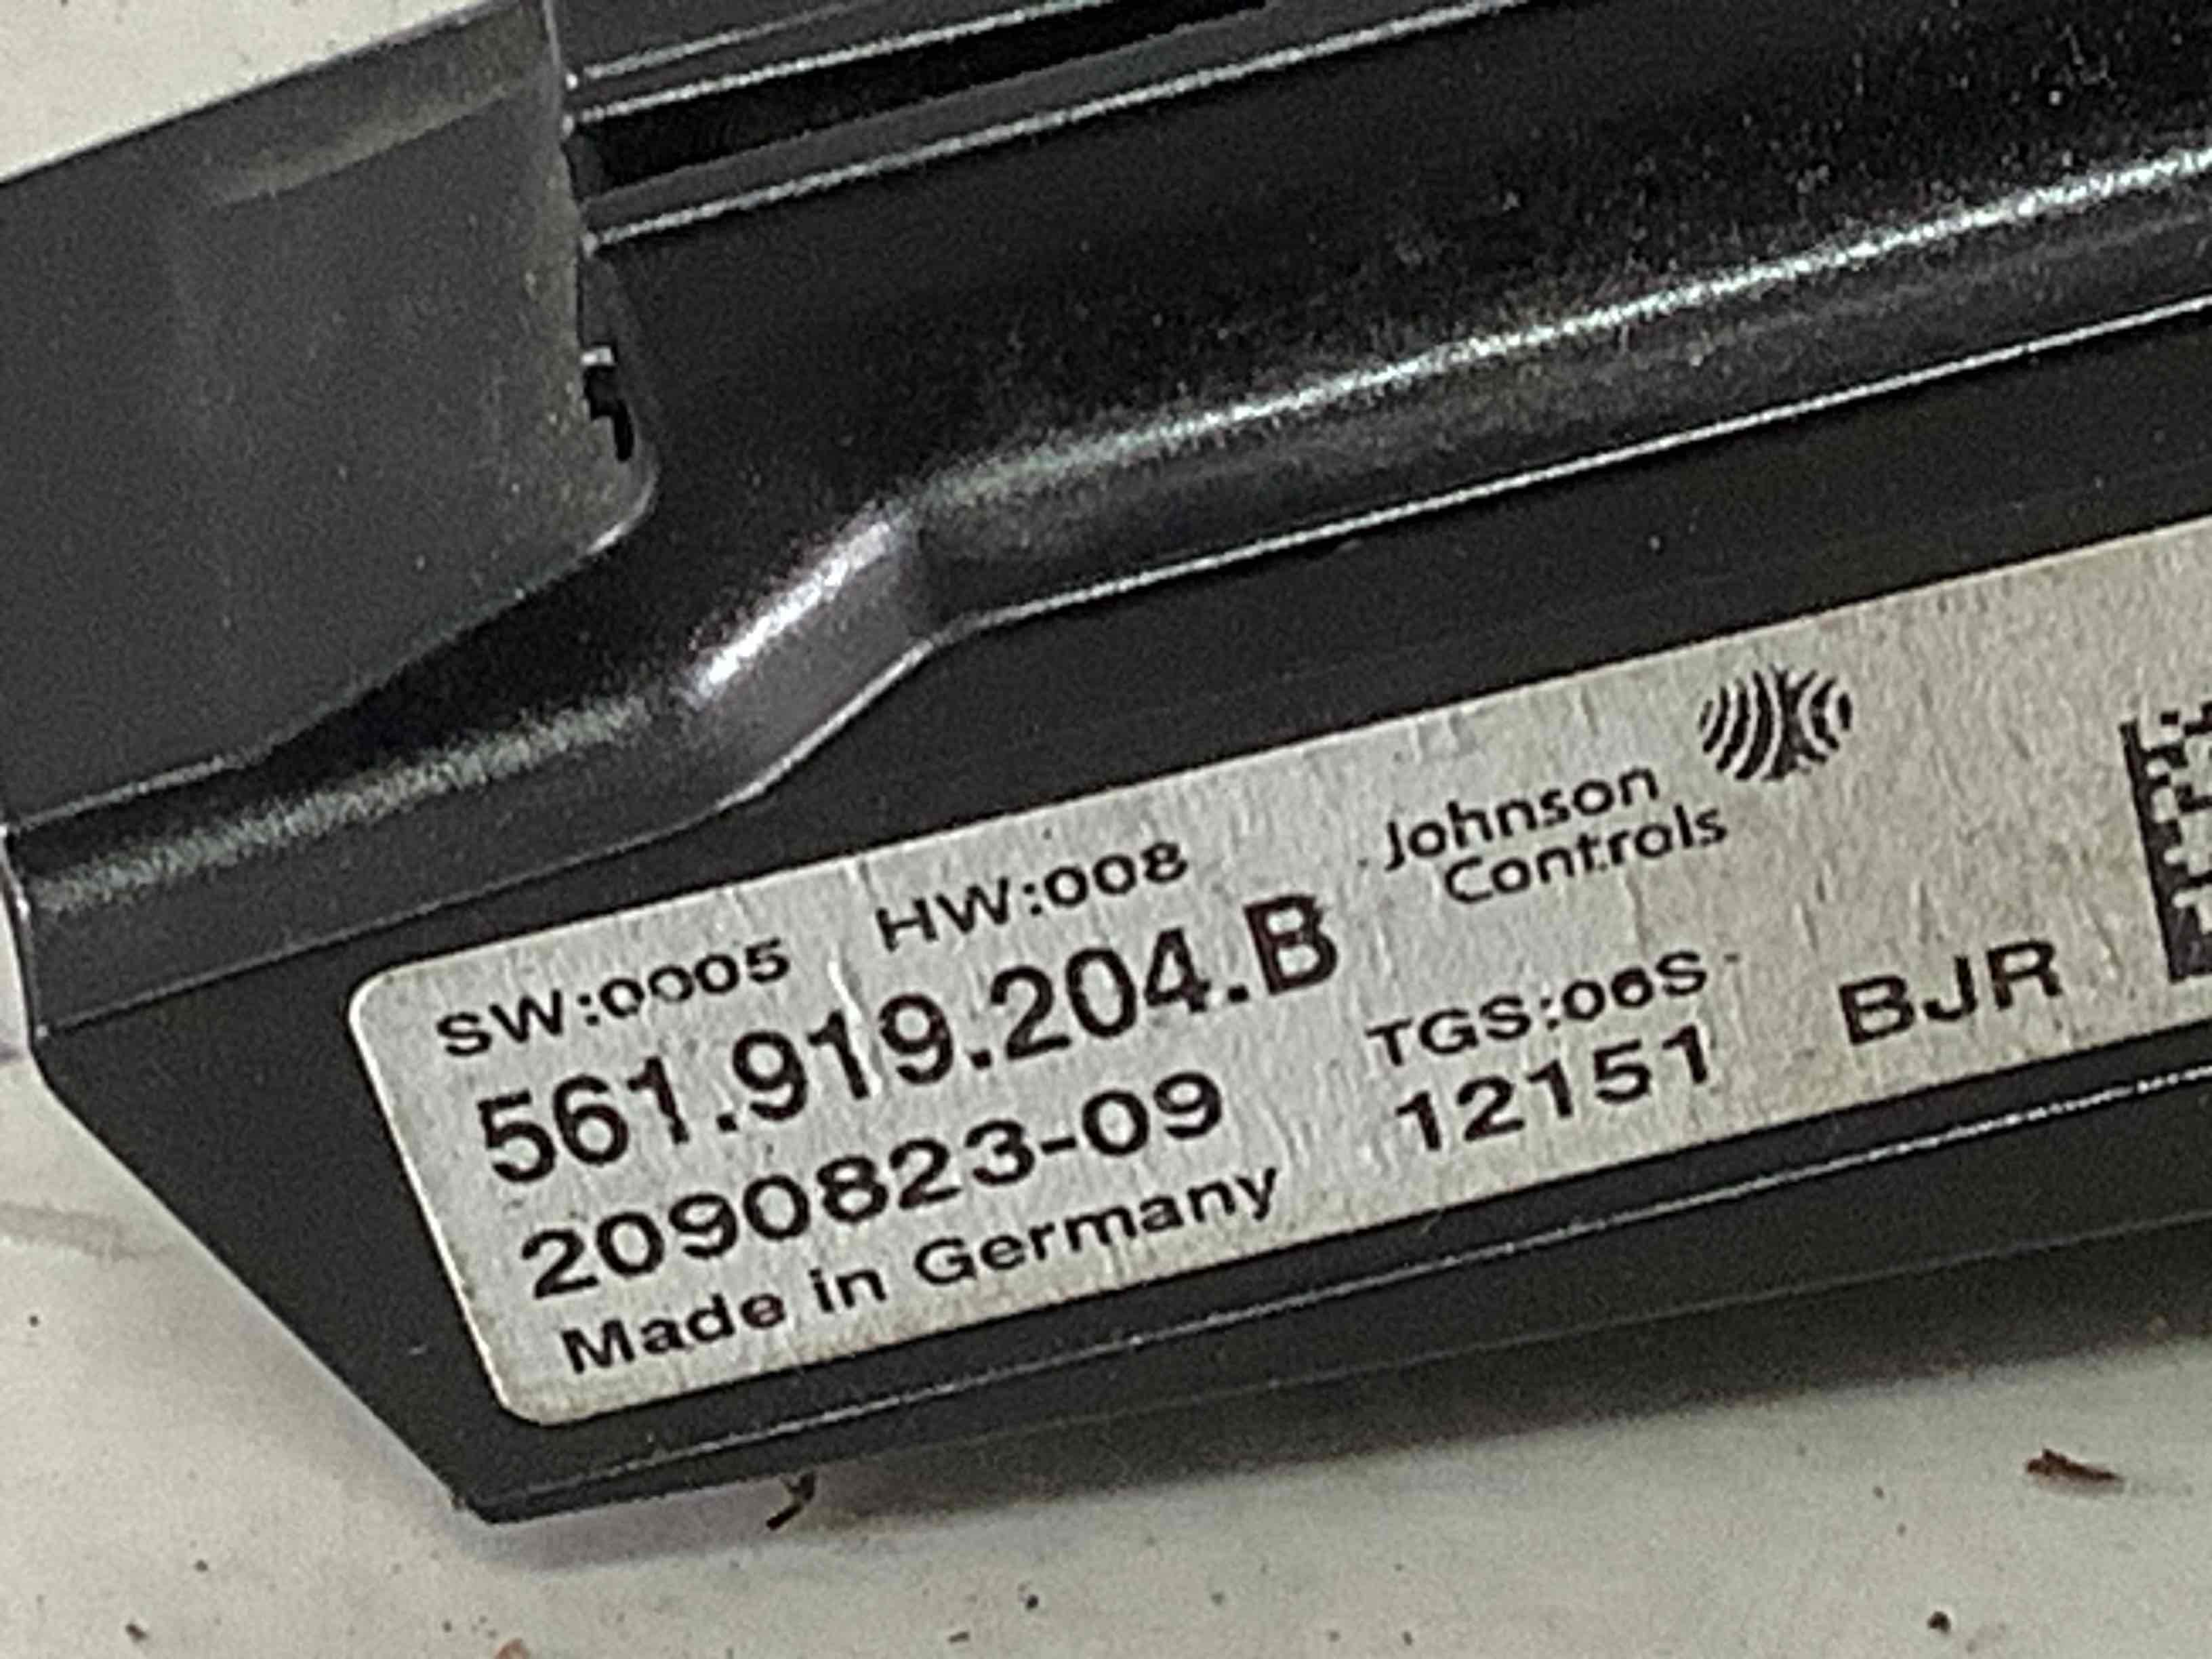 SW:0005 HW:008
561.919.204.B
2090823-09
Made in Germany
Johnson
Controls
TGS:06S
12151 BJR